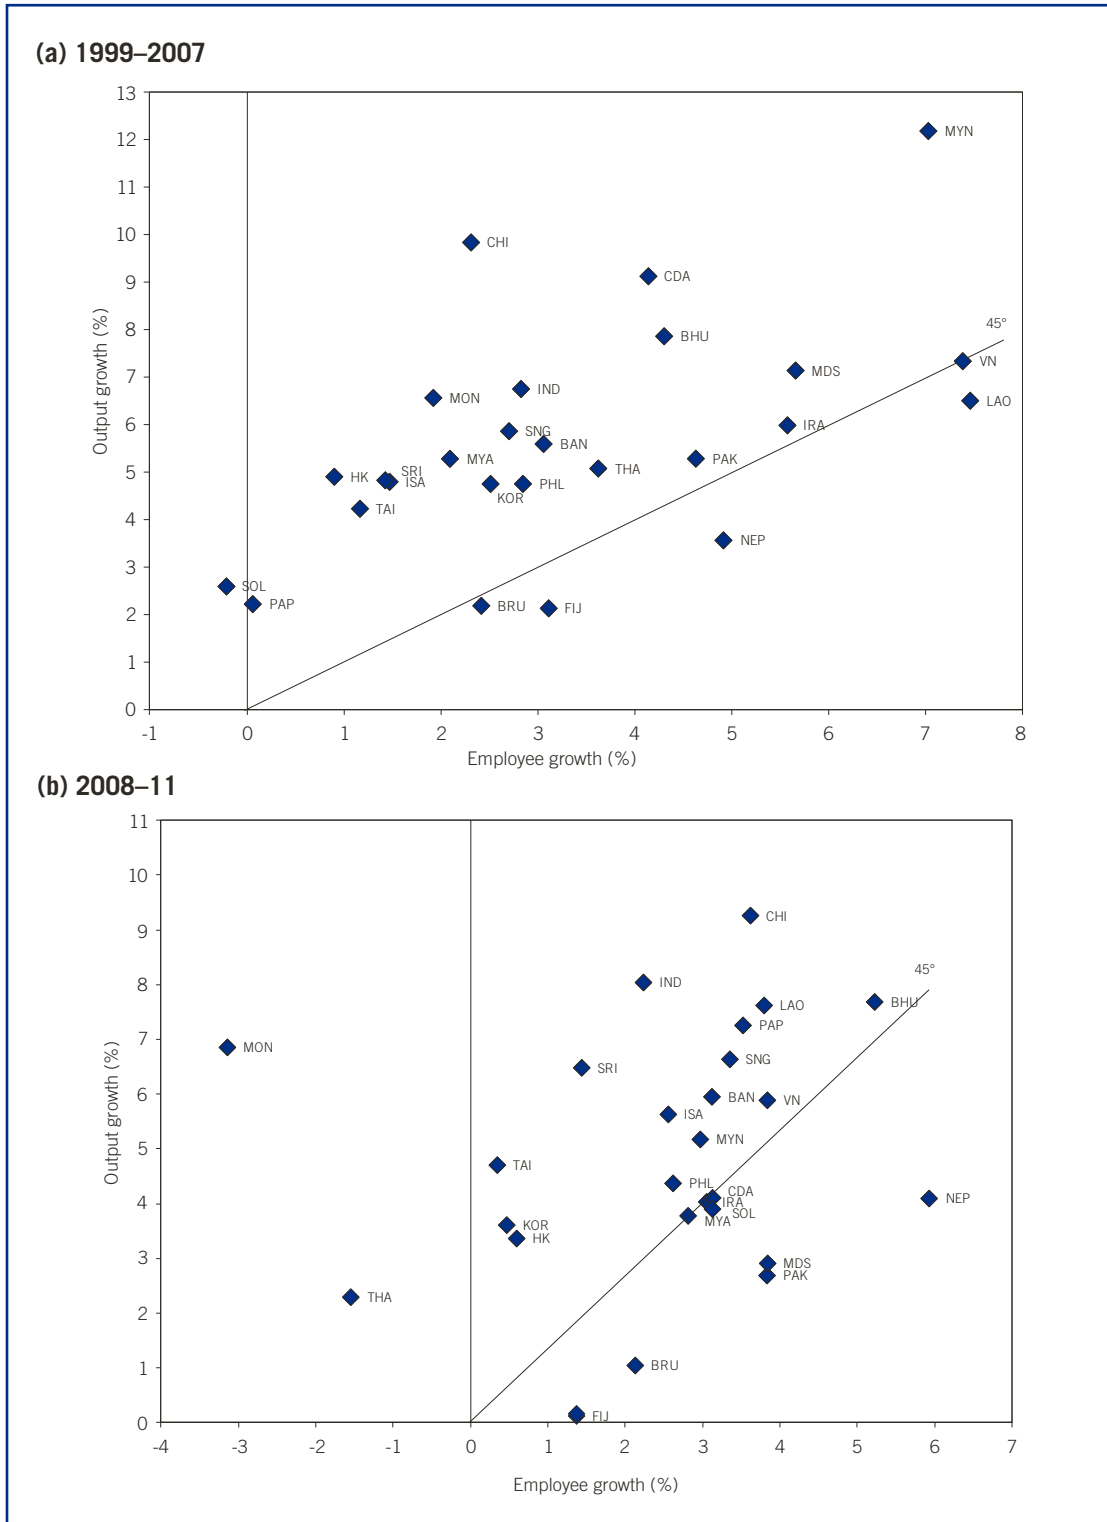 (a) 1999–2007
13
12
11
10
9
8
7
6
5
4
3
2
1
0
Output growth (%)
MYN
CHI
CDA
BHU
45°
VN
MDS
LAO
IND
MON
IRA
SNG
BAN
MYA
PAK
THA
SRI
HK
ISA
PHL
KOR
TAI
NEP
SOL
PAP
BRU
FIJ
-1 0 1 2 3 4 5 6 7 8
Employee growth (%)
(b) 2008–11
11
10
9
8
7
6
5
4
3
2
1
0
Output growth (%)
CHI
45°
IND
BHU
LAO
PAP
MON
SNG
SRI
BAN
VN
ISA
MYN
TAI
PHL
CDA
NEP
IRA
SOL
MYA
KOR
HK
MDS
PAK
THA
BRU
FIJ
-4 -3 -2 -1 0 1 2 3 4 5 6 7
Employee growth (%)